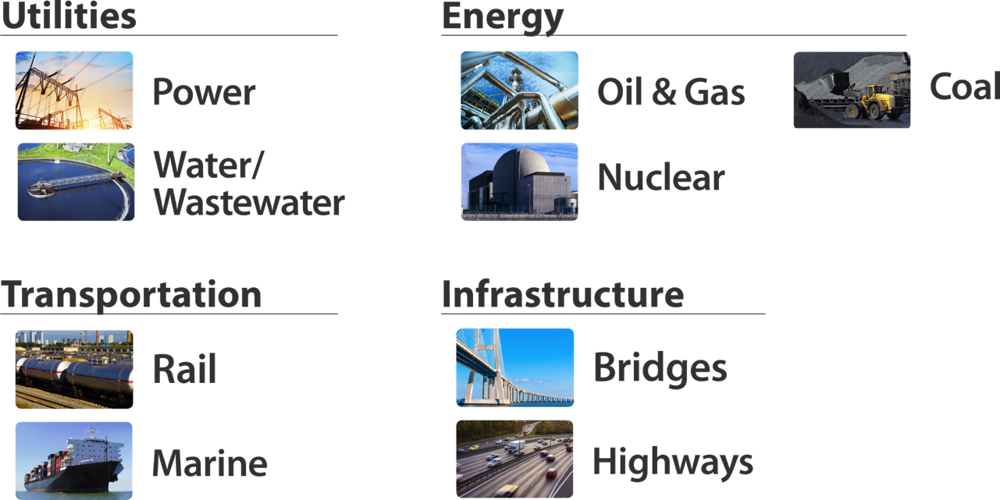 Utilities
Power
Water/
Wastewater
Energy
Oil & Gas
Coal
Nuclear
Transportation
Rail
Marine
Infrastructure
Bridges
Highways